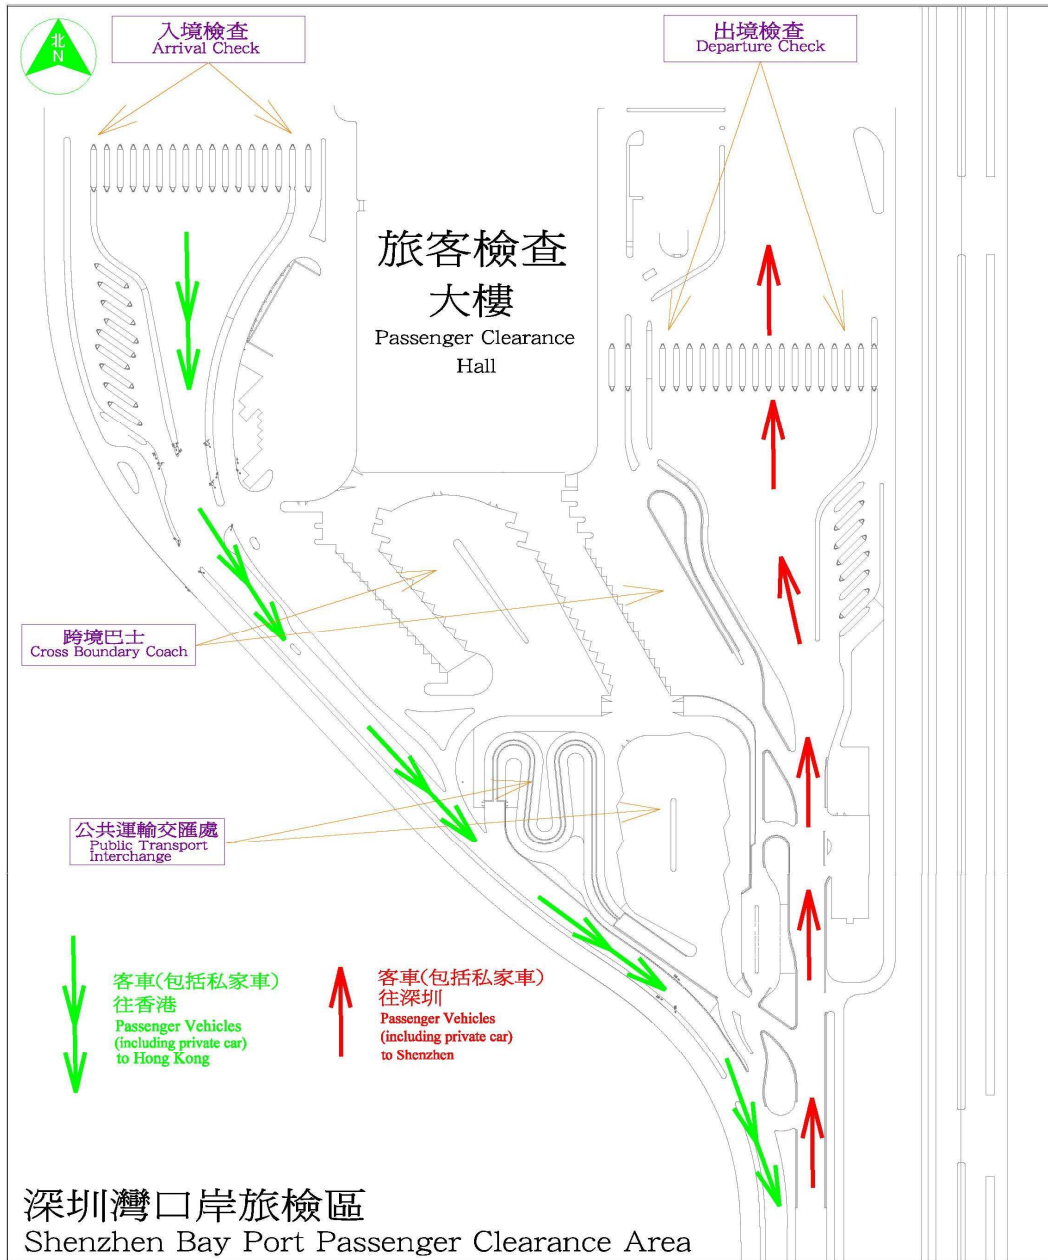 北
N
入境檢查
Arrival Check
出境檢查
Departure Check
旅客檢查
大樓
Passenger Clearance
Hall
跨境巴士
Cross Boundary Coach
公共運輸交匯處
Public Transport
Interchange
客車(包括私家車)
往香港
Passenger Vehicles
(including private car)
to Hong Kong
客車(包括私家車)
往深圳
Passenger Vehicles
(including private car)
to Shenzhen
深圳灣口岸旅檢區
Shenzhen Bay Port Passenger Clearance Area